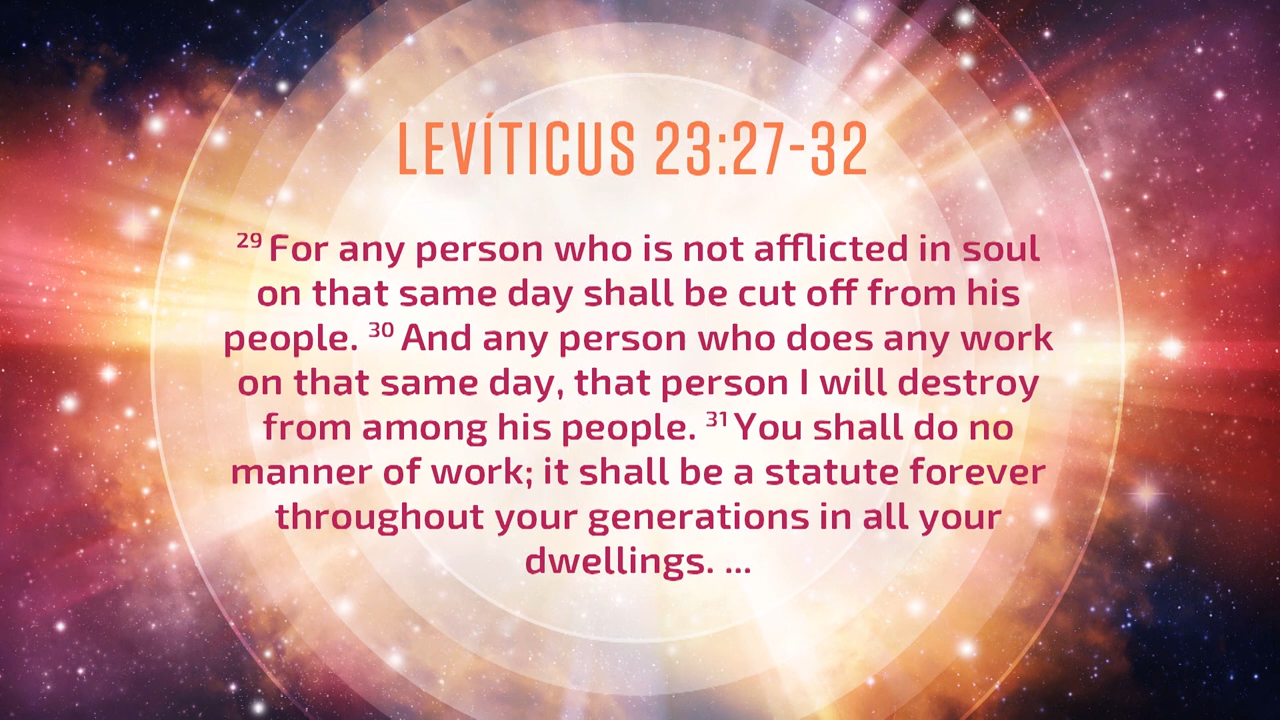 LEVÍTICUS 23:27-32
29 For any person who is not afflicted in soul
on that same day shall be cut off from his
people. 30 And any person who does any work
on that same day, that person I will destroy
from among his people. 31 You shall do no
manner of work; it shall be a statute forever
throughout your generations in all your
dwellings. ...